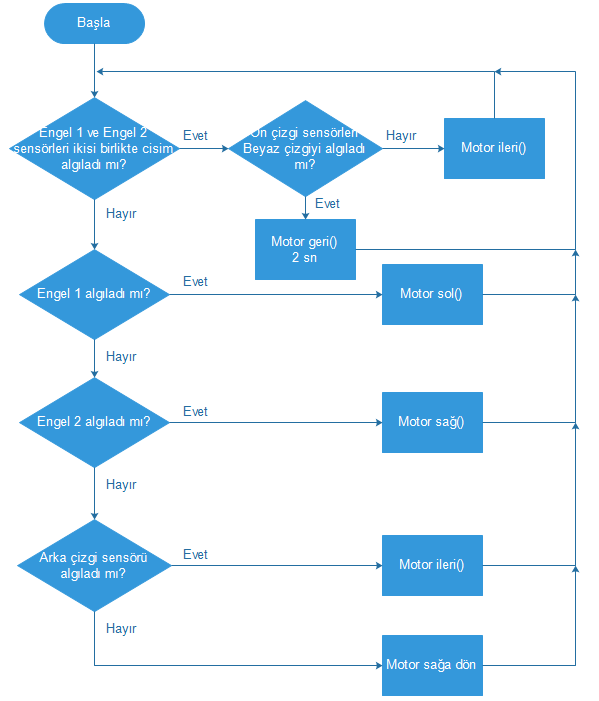 Başla
Engel 1 ve Engel 2
sensörleri ikisi birlikte cisim
algıladı mı?
Evet
Ön çizgi sensörleri
Beyaz çizgiyi algıladı
mı?
Hayır
Motor ileri()
Evet
Motor geri()
2 sn
Hayır
Engel 1 algıladı mı?
Evet
Motor sol()
Hayır
Engel 2 algıladı mı?
Evet
Motor sağ()
Hayır
Arka çizgi sensörü
algıladı mı?
Evet
Motor ileri()
Hayır
Motor sağa dön